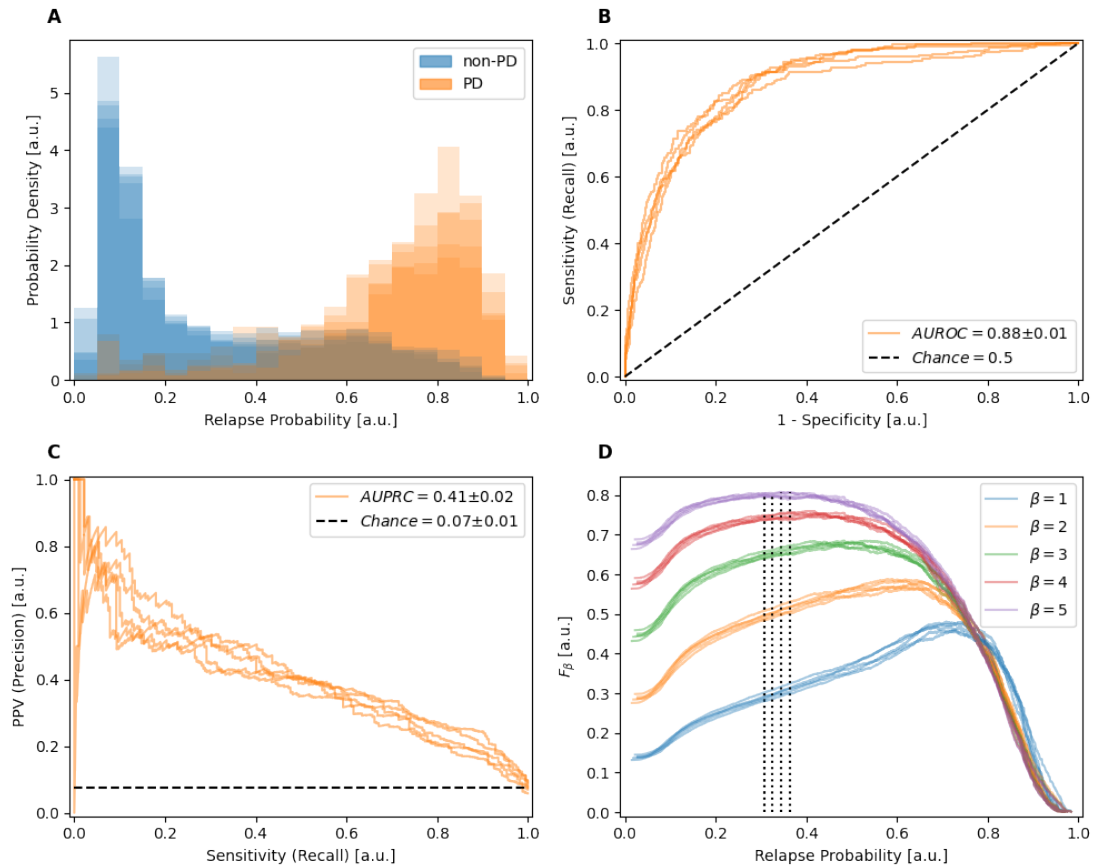 A
non-PD
PD
Probability Density [a.u.]
5
4
3
2
1
0
0.0 0.2 0.4 0.6 0.8 1.0
Relapse Probability [a.u.]
B
Sensitivity (Recall) [a.u.]
1.0
0.8
0.6
0.4
0.2
0.0
AUROC = 0.88±0.01
Chance = 0.5
0.0 0.2 0.4 0.6 0.8 1.0
1 - Specificity [a.u.]
C
AUPRC = 0.41±0.02
Chance = 0.07±0.01
PPV (Precision) [a.u.]
1.0
0.8
0.6
0.4
0.2
0.0
0.0 0.2 0.4 0.6 0.8 1.0
Sensitivity (Recall) [a.u.]
D
β = 1
β = 2
β = 3
β = 4
β = 5
Fβ [a.u.]
0.8
0.7
0.6
0.5
0.4
0.3
0.2
0.1
0.0
0.0 0.2 0.4 0.6 0.8 1.0
Relapse Probability [a.u.]